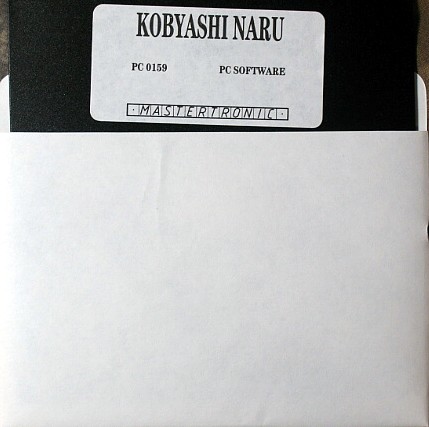 KOBYASHI NARU
PC 0159 PC SOFTWARE
· MASTERTRONIC ·